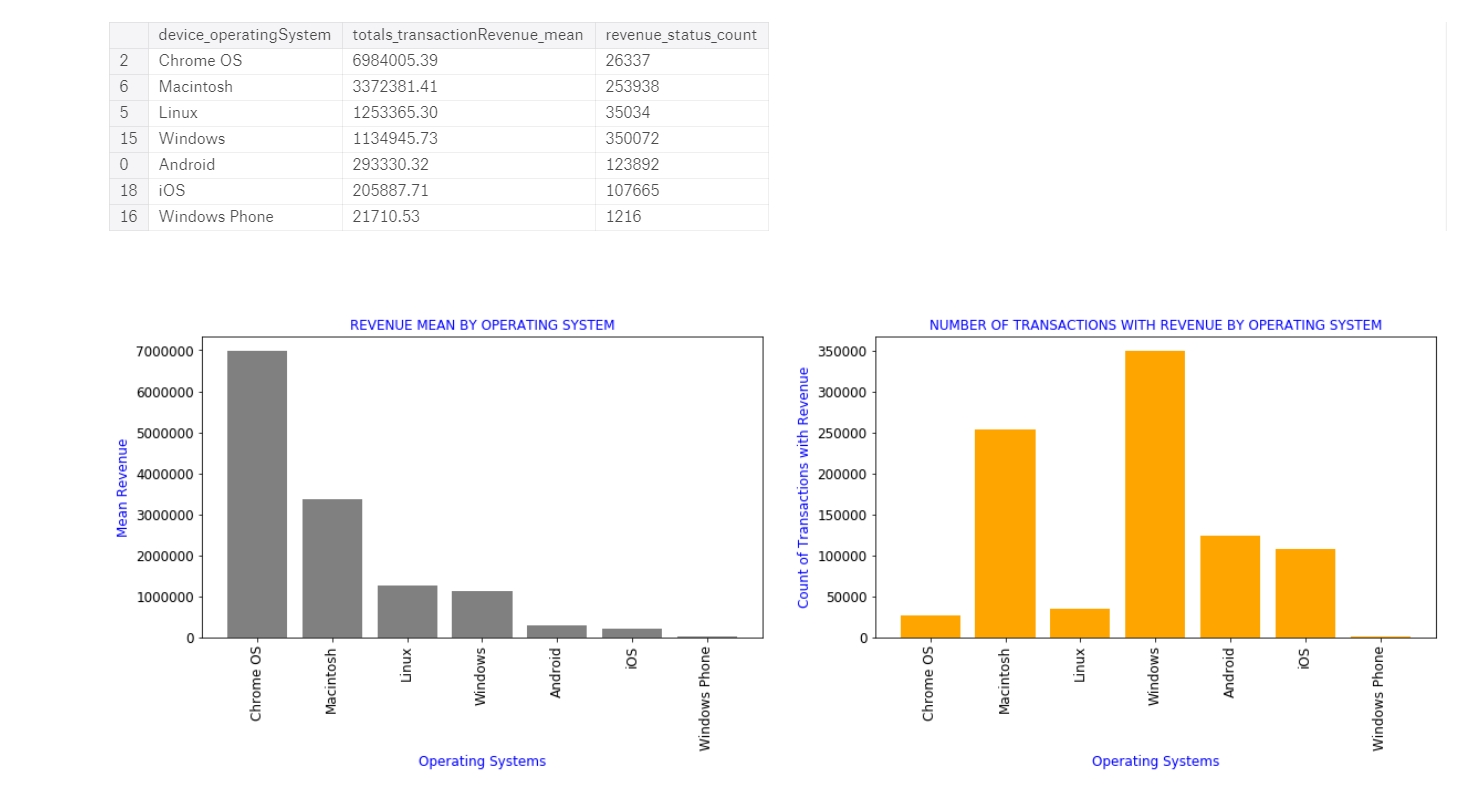 device_operatingSystem totals_transactionRevenue_mean revenue_status_count
2 Chrome OS 6984005.39 26337
6 Macintosh 3372381.41 253938
5 Linux 1253365.30 35034
15 Windows 1134945.73 350072
0 Android 293330.32 123892
18 iOS 205887.71 107665
16 Windows Phone 21710.53 1216
REVENUE MEAN BY OPERATING SYSTEM
Mean Revenue
7000000
6000000
5000000
4000000
3000000
2000000
1000000
0
Chrome OS
Macintosh
Linux
Windows
Android
iOS
Windows Phone
Operating Systems
NUMBER OF TRANSACTIONS WITH REVENUE BY OPERATING SYSTEM
Count of Transactions with Revenue
350000
300000
250000
200000
150000
100000
50000
0
Chrome OS
Macintosh
Linux
Windows
Android
iOS
Windows Phone
Operating Systems